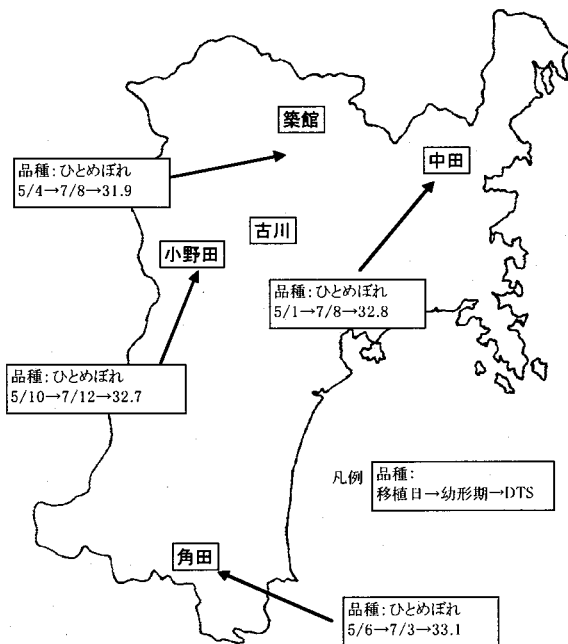 築館
中田
品種：ひとめぼれ
5/4→7/8→31.9
古川
小野田
品種：ひとめぼれ
5/1→7/8→32.8
品種：ひとめぼれ
5/10→7/12→32.7
凡例
品種：
移植日→幼形期→DTS
角田
品種：ひとめぼれ
5/6→7/3→33.1